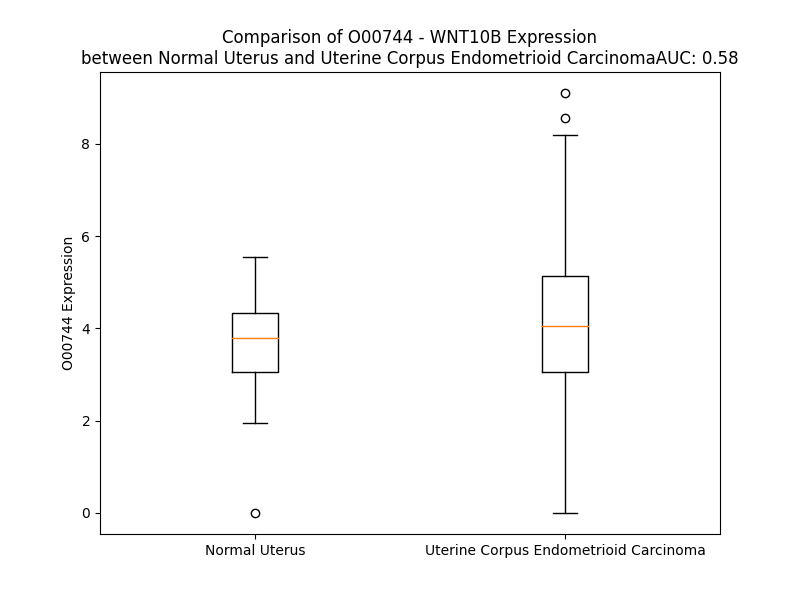 Comparison of O00744 - WNT10B Expression
between Normal Uterus and Uterine Corpus Endometrioid CarcinomaAUC: 0.58
8
6
4
2
0
O00744 Expression
Normal Uterus
Uterine Corpus Endometrioid Carcinoma